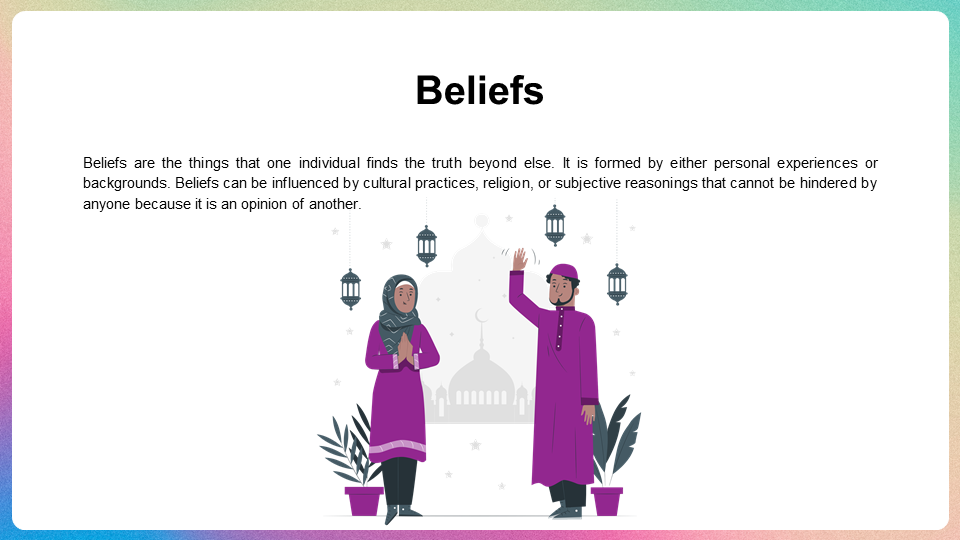 Beliefs
Beliefs are the things that one individual finds the truth beyond else. It is formed by either personal experiences or
backgrounds. Beliefs can be influenced by cultural practices, religion, or subjective reasonings that cannot be hindered by
anyone because it is an opinion of another.